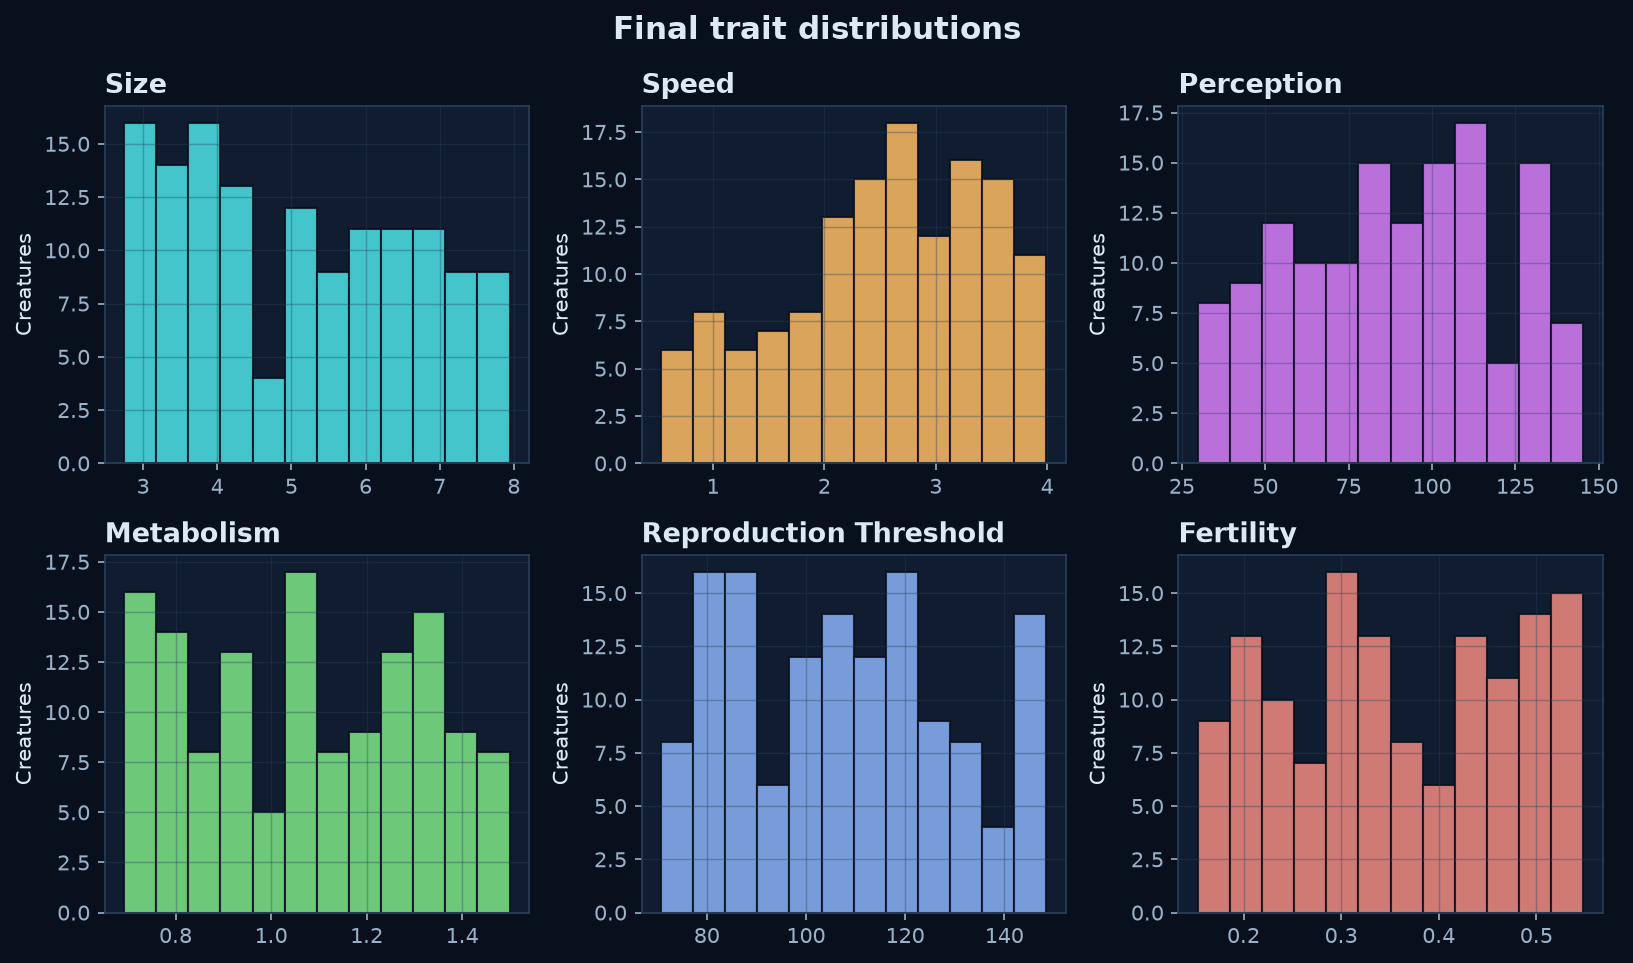 Final trait distributions
Size
Speed
Perception
Creatures
15.0
12.5
10.0
7.5
5.0
2.5
0.0
3 4 5 6 7 8
Creatures
17.5
15.0
12.5
10.0
7.5
5.0
2.5
0.0
1 2 3 4
Creatures
17.5
15.0
12.5
10.0
7.5
5.0
2.5
0.0
25 50 75 100 125 150
Metabolism
Reproduction Threshold
Fertility
Creatures
17.5
15.0
12.5
10.0
7.5
5.0
2.5
0.0
0.8 1.0 1.2 1.4
Creatures
15.0
12.5
10.0
7.5
5.0
2.5
0.0
80 100 120 140
Creatures
15.0
12.5
10.0
7.5
5.0
2.5
0.0
0.2 0.3 0.4 0.5